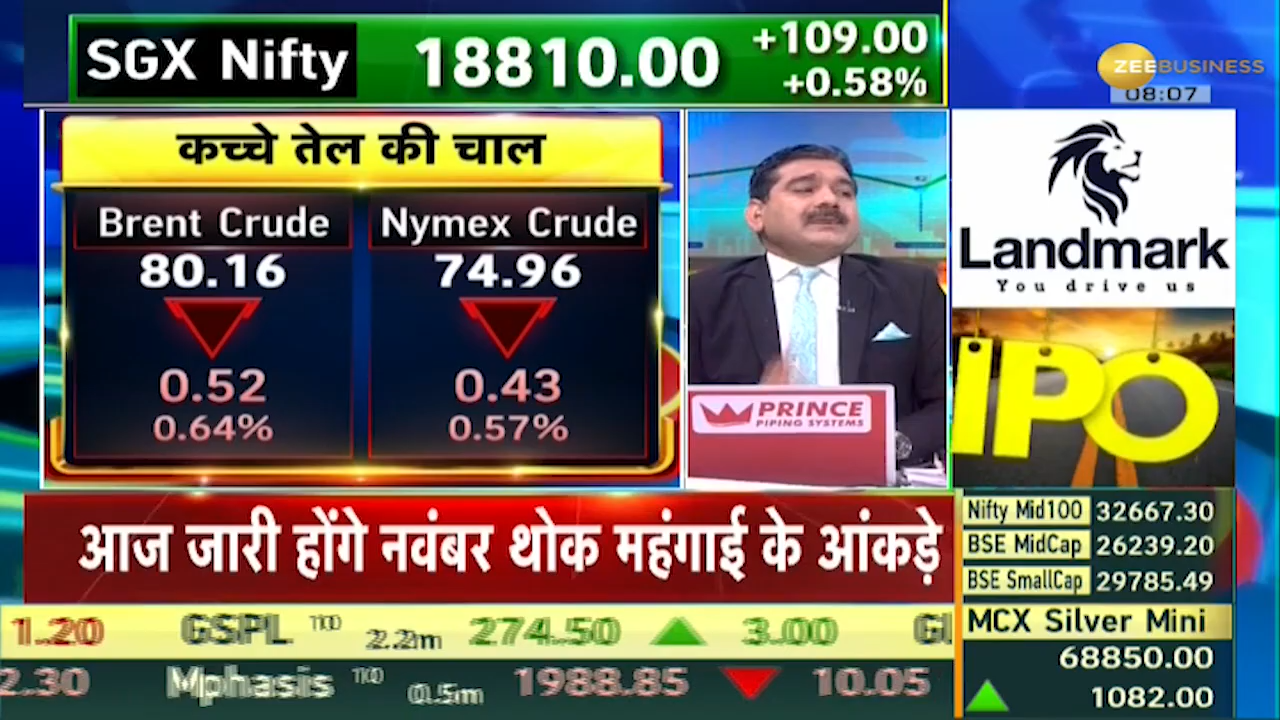 SGX Nifty 18810.00 +109.00
+0.58%
ZEEBUSINESS
08:07
कच्चे तेल की चाल
Brent Crude
80.16
0.52
0.64%
Nymex Crude
74.96
0.43
0.57%
PRINCE
PIPING SYSTEMS
Landmark
You drive us
IPO
आज जारी होंगे नवंबर थोक महंगाई के आंकड़े
Nifty Mid100 32667.30
BSE MidCap 26239.20
BSE SmallCap 29785.49
MCX Silver Mini
68850.00
1082.00
1.20 GSPL 2.2m 274.50 3.00
2.30 Mphasis 0.5m 1988.85 10.05